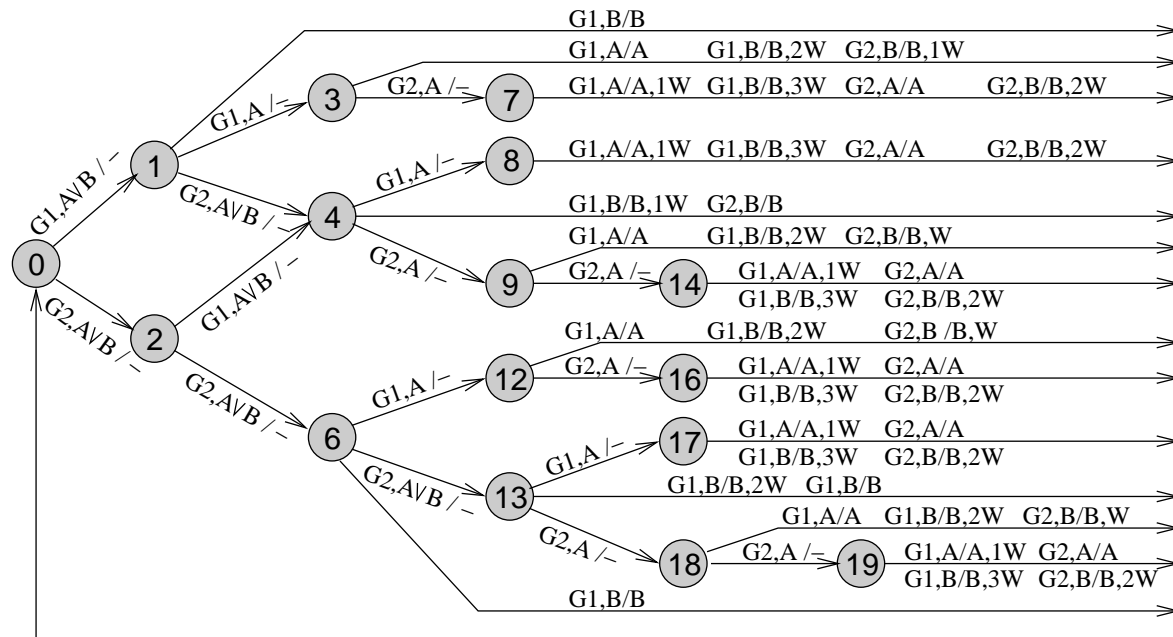 G1,B/B
G1,A/A G1,B/B,2W G2,B/B,1W
3
G2,A /–
7
G1,A/A,1W G1,B/B,3W G2,A/A G2,B/B,2W
G1,A /–
1
8
G1,A/A,1W G1,B/B,3W G2,A/A G2,B/B,2W
G1,A /–
G1,A\/B / –
G2,A\/B / –
4
G1,B/B,1W G2,B/B
G1,A/A G1,B/B,2W G2,B/B,W
0
G2,A /–
9
G2,A /–
14
G1,A/A,1W G2,A/A
G1,B/B,3W G2,B/B,2W
G1,A\/B / –
G2,A\/B / –
2
G1,A/A G1,B/B,2W G2,B /B,W
12
G2,A /–
16
G1,A/A,1W G2,A/A
G1,B/B,3W G2,B/B,2W
G1,A /–
G2,A\/B / –
6
17
G1,A/A,1W G2,A/A
G1,B/B,3W G2,B/B,2W
G1,A /–
G2,A\/B / –
13
G1,B/B,2W G1,B/B
G1,A/A G1,B/B,2W G2,B/B,W
G2,A /–
18
G2,A /–
19
G1,A/A,1W G2,A/A
G1,B/B,3W G2,B/B,2W
G1,B/B